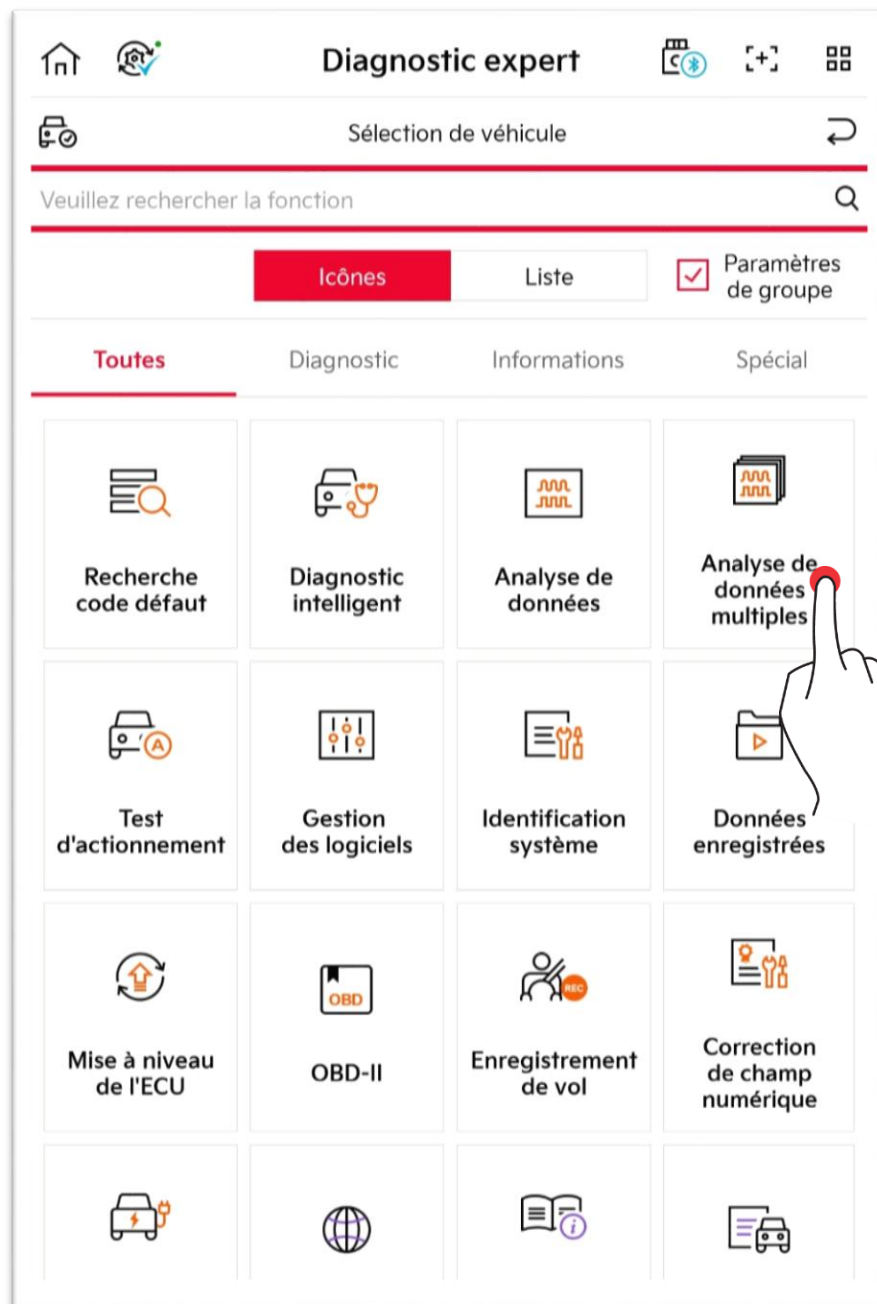 Diagnostic expert
Sélection de véhicule
Veuillez rechercher la fonction
Icônes
Liste
Paramètres
de groupe
Toutes
Diagnostic
Informations
Spécial
Recherche
code défaut
Diagnostic
intelligent
Analyse de
données
Analyse de
données
multiples
A
Test
d'actionnement
Gestion
des logiciels
Identification
système
Données
enregistrées
Mise à niveau
de l'ECU
OBD
OBD-II
REC
Enregistrement
de vol
Correction
de champ
numérique
i